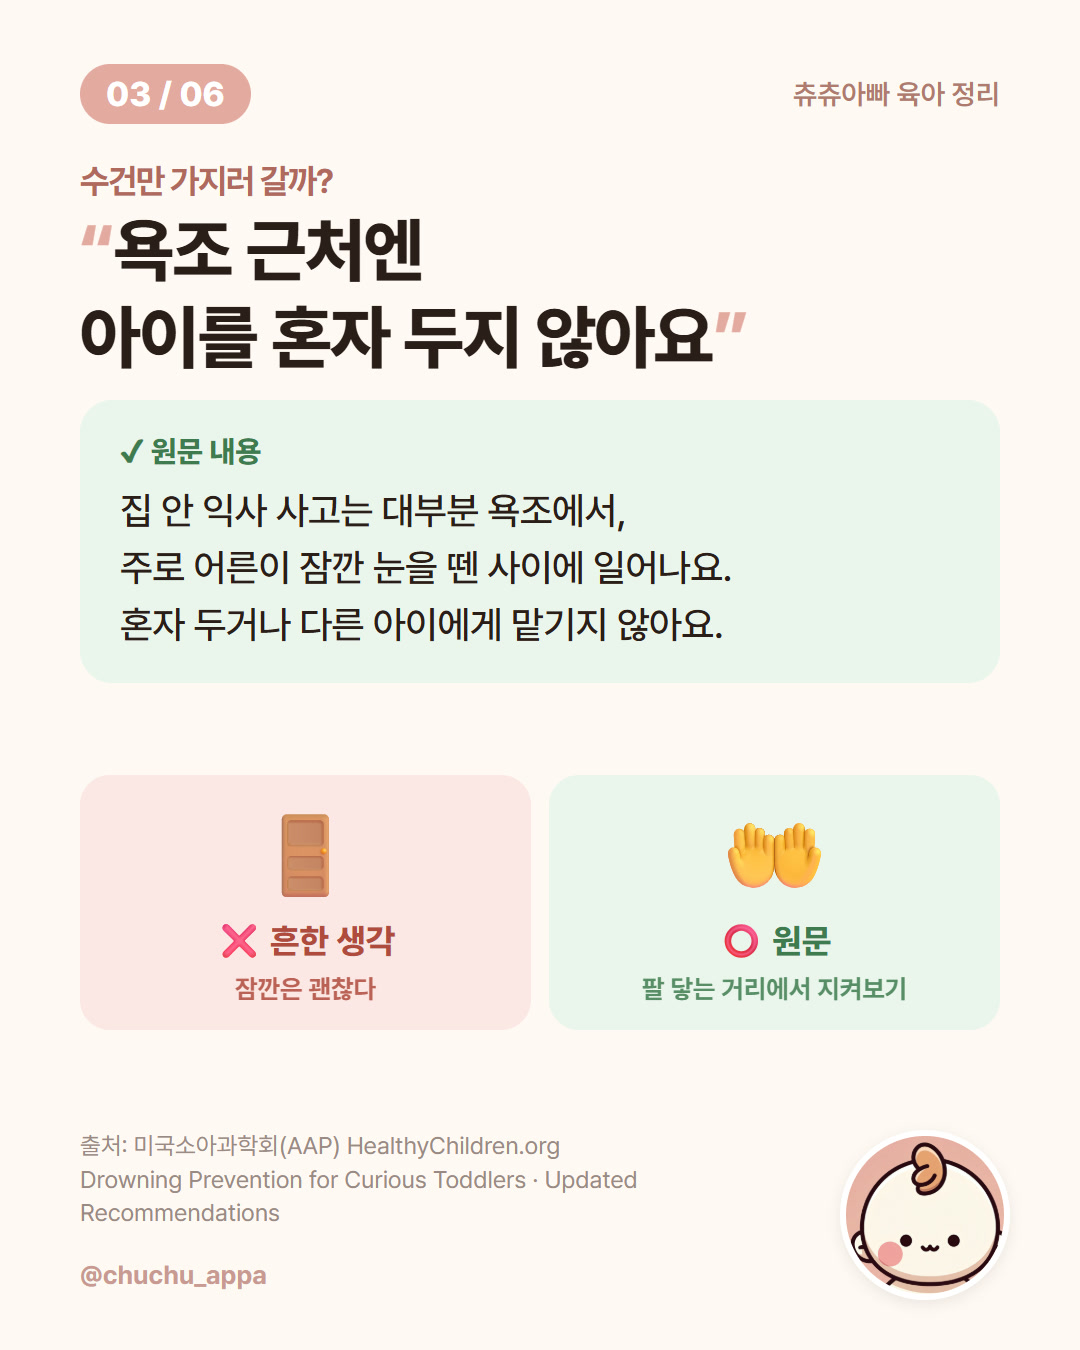 03 / 06
츄츄아빠 육아 정리
수건만 가지러 갈까?
“욕조 근처엔
아이를 혼자 두지 않아요”
✓ 원문 내용
집 안 익사 사고는 대부분 욕조에서,
주로 어른이 잠깐 눈을 뗀 사이에 일어나요.
혼자 두거나 다른 아이에게 맡기지 않아요.
❌ 흔한 생각
잠깐은 괜찮다
⭕ 원문
팔 닿는 거리에서 지켜보기
출처: 미국소아과학회(AAP) HealthyChildren.org
Drowning Prevention for Curious Toddlers · Updated
Recommendations
@chuchu_appa